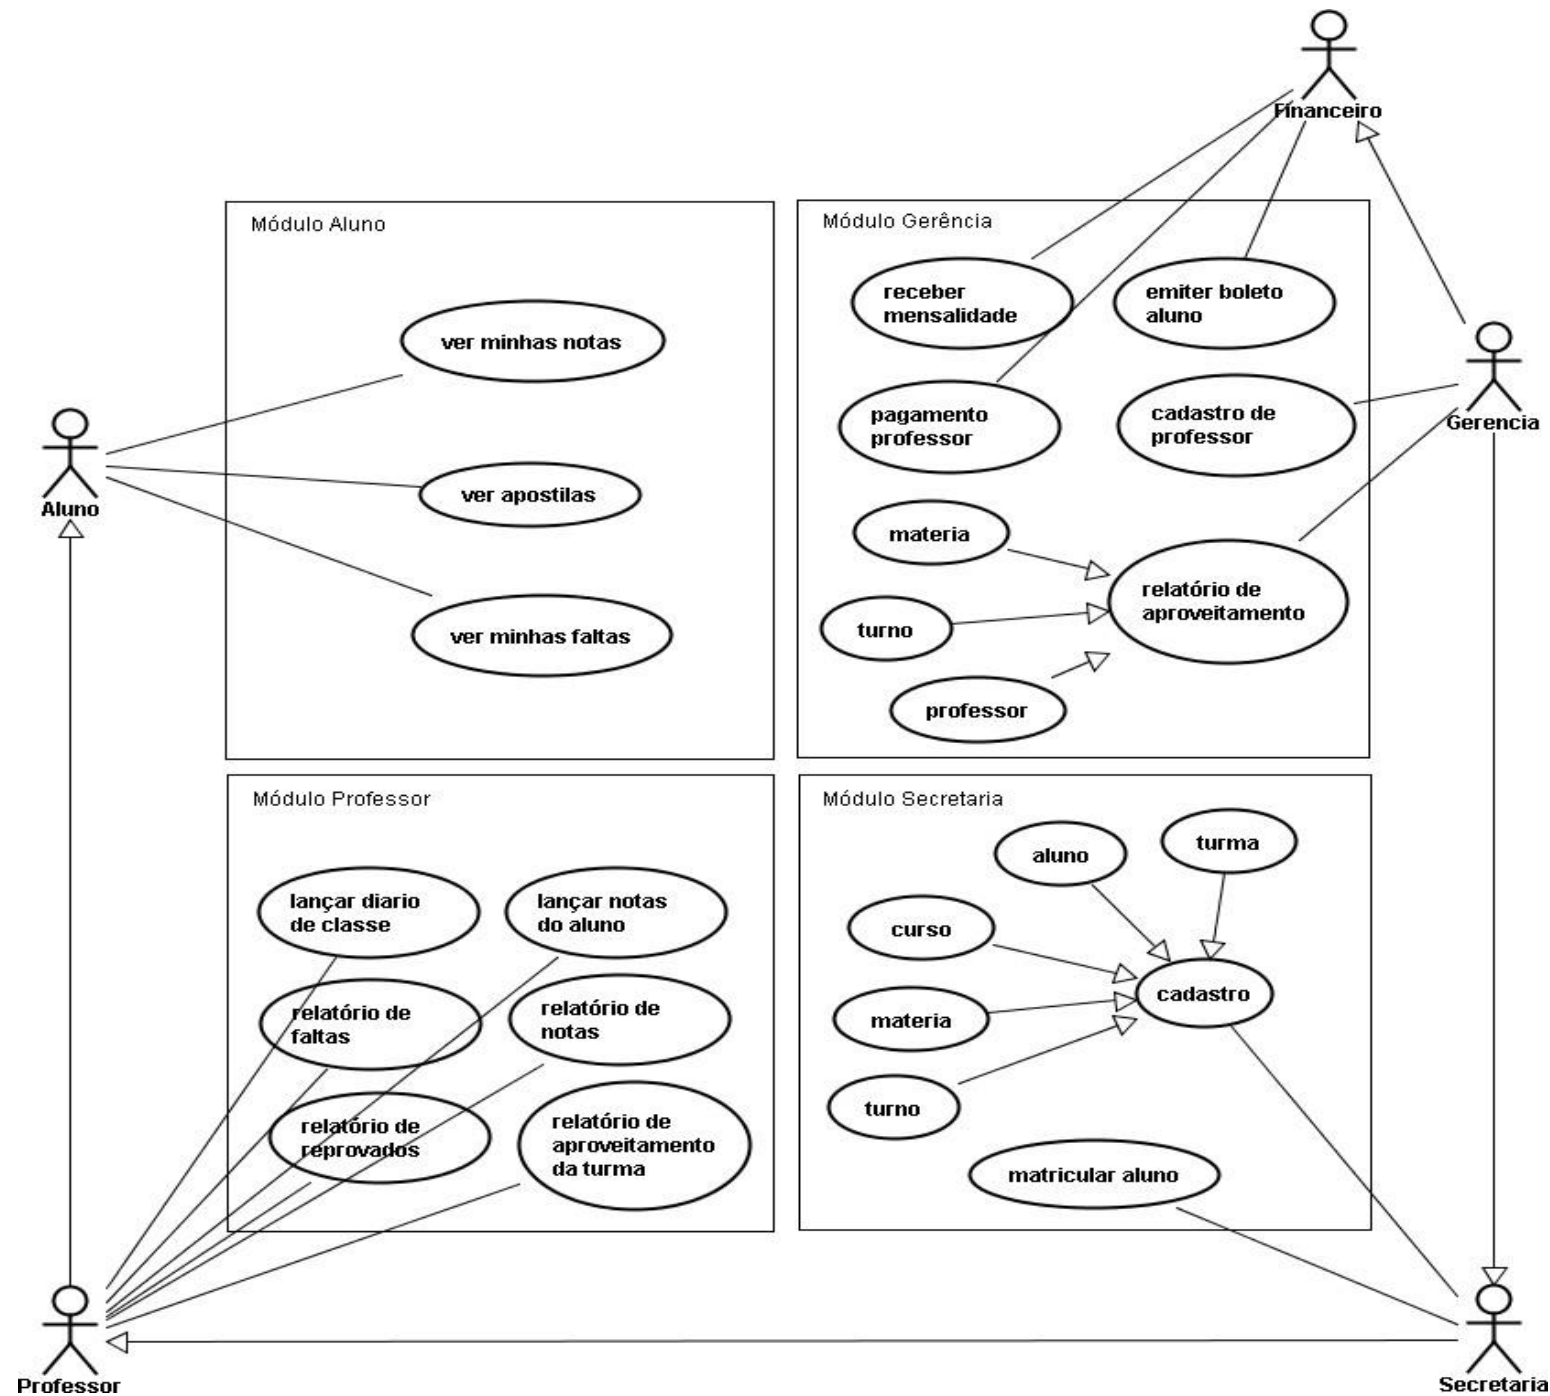 Financeiro
Módulo Aluno
ver minhas notas
ver apostilas
ver minhas faltas
Aluno
Módulo Gerência
receber
mensalidade
emiter boleto
aluno
pagamento
professor
cadastro de
professor
materia
turno
professor
relatório de
aproveitamento
Gerencia
Módulo Professor
lançar diario
de classe
lançar notas
do aluno
relatório de
faltas
relatório de
notas
relatório de
reprovados
relatório de
aproveitamento
da turma
Módulo Secretaria
aluno
turma
curso
cadastro
materia
turno
matricular aluno
Professor
Secretaria